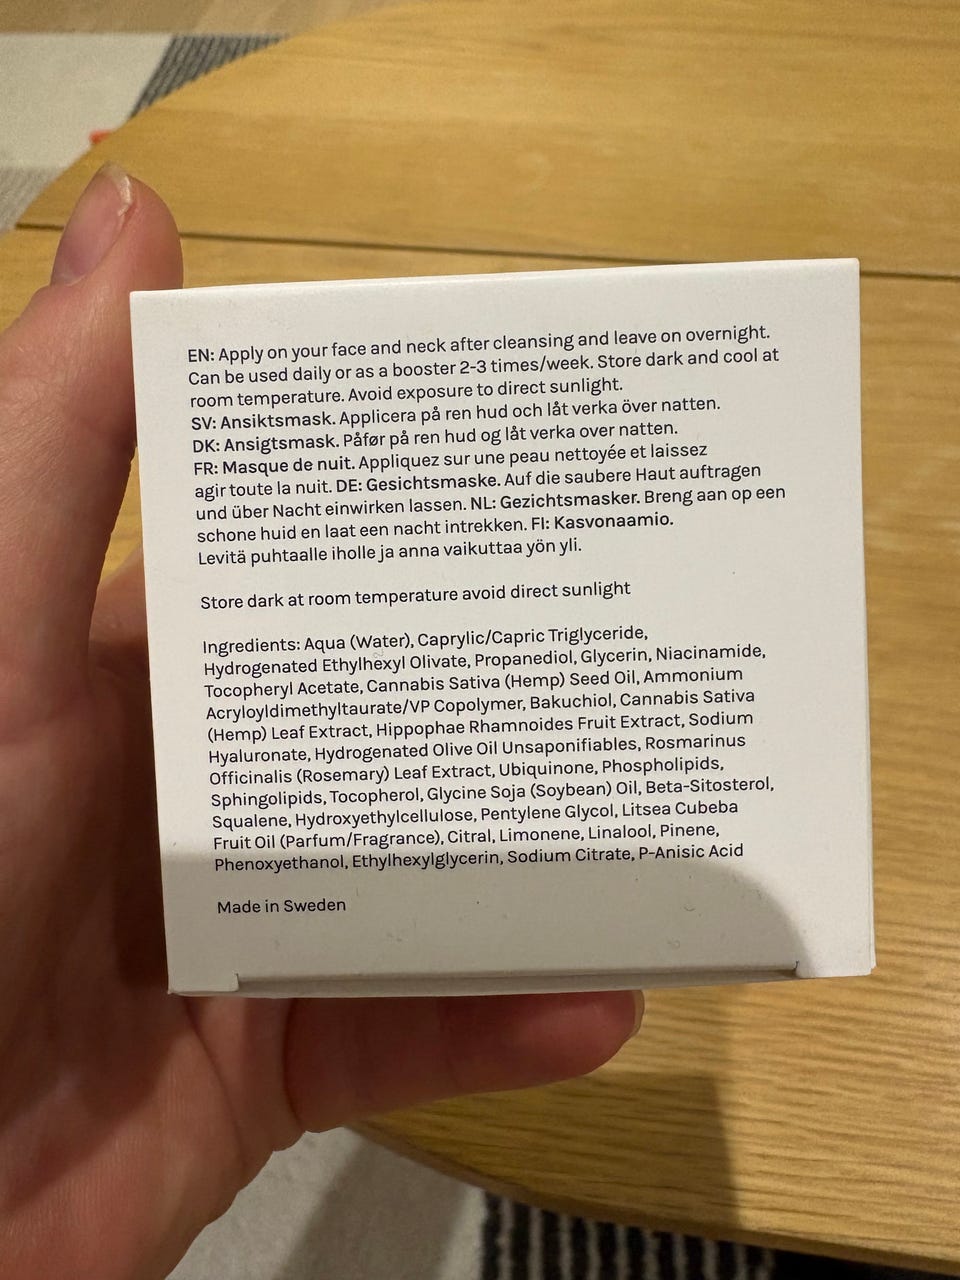 EN: Apply on your face and neck after cleansing and leave on overnight.
Can be used daily or as a booster 2-3 times/week. Store dark and cool at
room temperature. Avoid exposure to direct sunlight.
SV: Ansiktsmask. Applicera på ren hud och låt verka över natten.
DK: Ansigtsmask. Påfør på ren hud og låt verka over natten.
FR: Masque de nuit. Appliquez sur une peau nettoyée et laissez
agir toute la nuit. DE: Gesichtsmaske. Auf die saubere Haut auftragen
und über Nacht einwirken lassen. NL: Gezichtsmasker. Breng aan op een
schone huid en laat een nacht intrekken. FI: Kasvonaamio.
Levitä puhtaalle iholle ja anna vaikuttaa yön yli.
Store dark at room temperature avoid direct sunlight
Ingredients: Aqua (Water), Caprylic/Capric Triglyceride,
Hydrogenated Ethylhexyl Olivate, Propanediol, Glycerin, Niacinamide,
Tocopheryl Acetate, Cannabis Sativa (Hemp) Seed Oil, Ammonium
Acryloyldimethyltaurate/VP Copolymer, Bakuchiol, Cannabis Sativa
(Hemp) Leaf Extract, Hippophae Rhamnoides Fruit Extract, Sodium
Hyaluronate, Hydrogenated Olive Oil Unsaponifiables, Rosmarinus
Officinalis (Rosemary) Leaf Extract, Ubiquinone, Phospholipids,
Sphingolipids, Tocopherol, Glycine Soja (Soybean) Oil, Beta-Sitosterol,
Squalene, Hydroxyethylcellulose, Pentylene Glycol, Litsea Cubeba
Fruit Oil (Parfum/Fragrance), Citral, Limonene, Linalool, Pinene,
Phenoxyethanol, Ethylhexylglycerin, Sodium Citrate, P-Anisic Acid
Made in Sweden